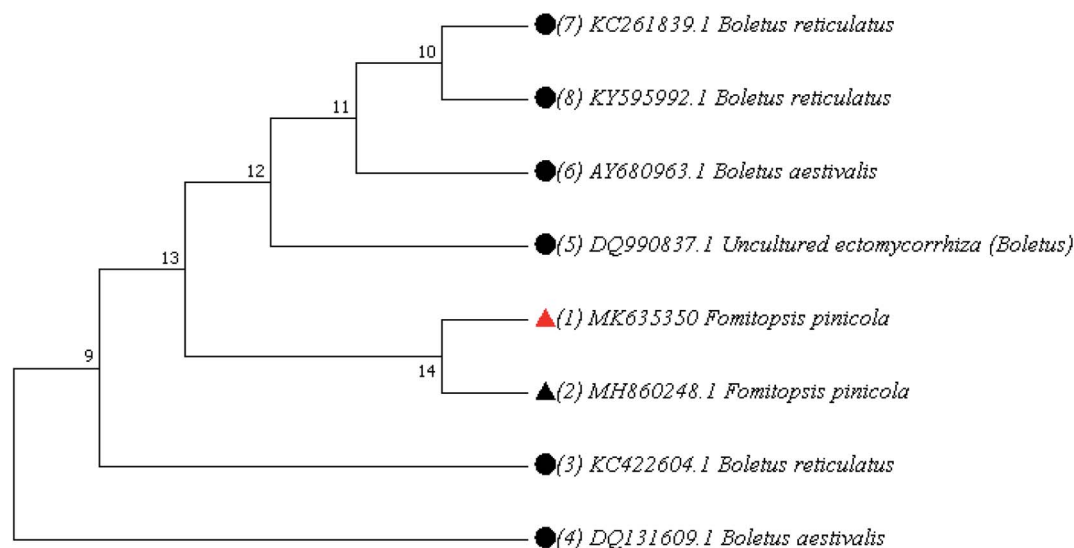 (7) KC261839.1 Boletus reticulatus
10
(8) KY595992.1 Boletus reticulatus
11
(6) AY680963.1 Boletus aestivalis
12
(5) DQ990837.1 Uncultured ectomycorrhiza (Boletus)
13
(1) MK635350 Fomitopsis pinicola
9
14
(2) MH860248.1 Fomitopsis pinicola
(3) KC422604.1 Boletus reticulatus
(4) DQ131609.1 Boletus aestivalis